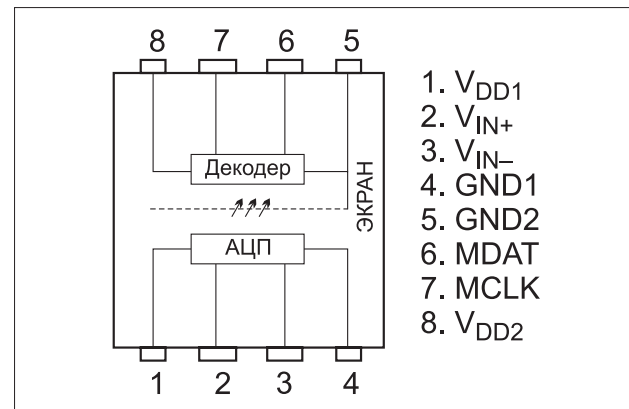 8 7 6 5
Декодер
ЭКРАН
АЦП
1 2 3 4
1. VDD1
2. VIN+
3. VIN–
4. GND1
5. GND2
6. MDAT
7. MCLK
8. VDD2